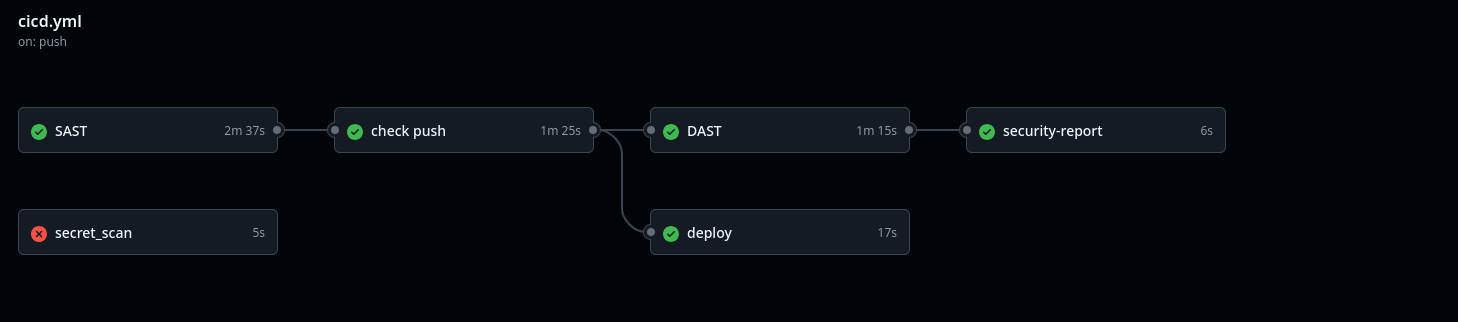 cicd.yml
on: push
SAST 2m 37s
check push 1m 25s
DAST 1m 15s
security-report 6s
secret_scan 5s
deploy 17s